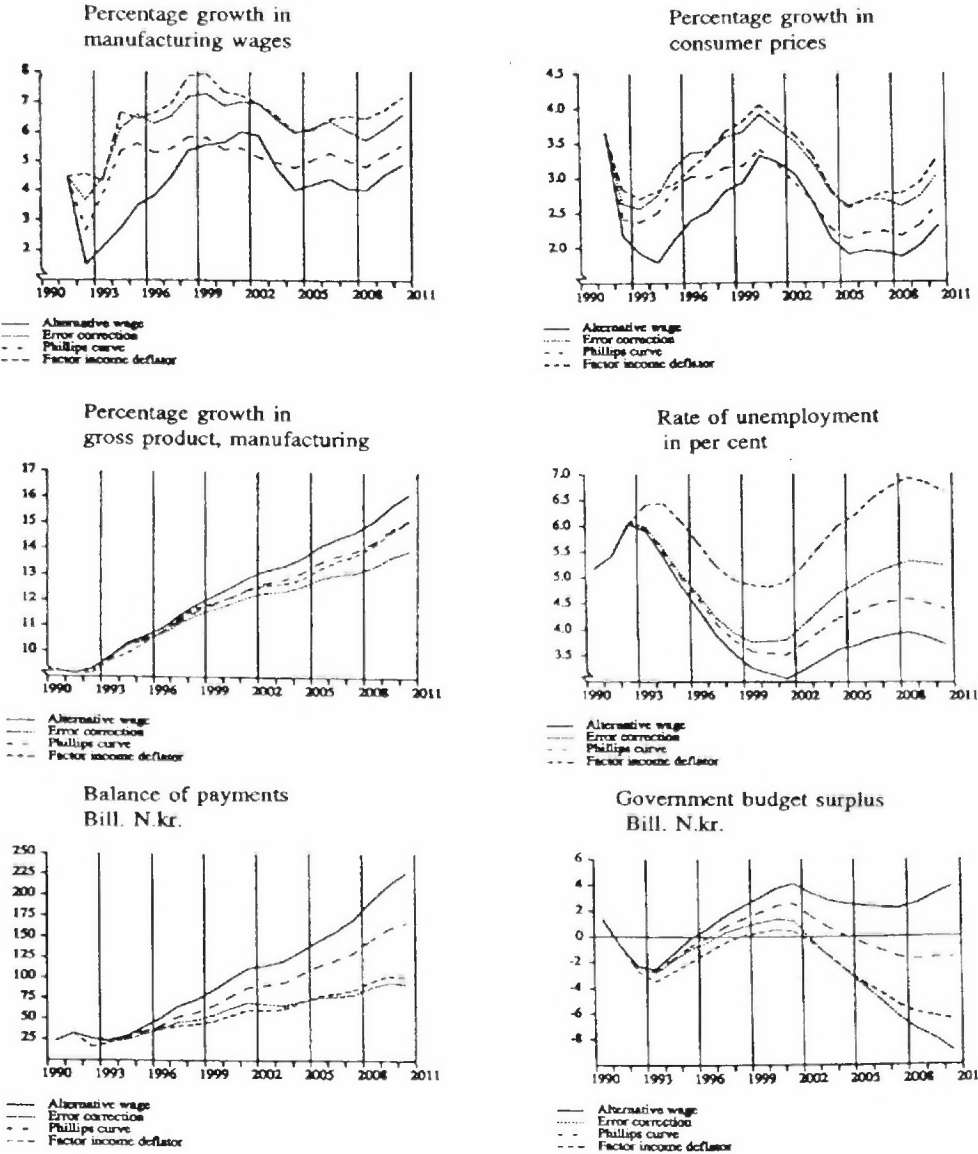 Percentage growth in
manufacturing wages
8
7
6
5
4
3
2
1990 1993 1996 1999 2002 2005 2008 2011
Alternative wage
Error correction
Phillips curve
Factor income deflator
Percentage growth in
consumer prices
4.5
4.0
3.5
3.0
2.5
2.0
1990 1993 1996 1999 2002 2005 2008 2011
Alternative wage
Error correction
Phillips curve
Factor income deflator
Percentage growth in
gross product, manufacturing
17
16
15
14
13
12
11
10
1990 1993 1996 1999 2002 2005 2008 2011
Alternative wage
Error correction
Phillips curve
Factor income deflator
Rate of unemployment
in per cent
7.0
6.5
6.0
5.5
5.0
4.5
4.0
3.5
1990 1993 1996 1999 2002 2005 2008 2011
Alternative wage
Error correction
Phillips curve
Factor income deflator
Balance of payments
Bill. N.kr.
250
225
200
175
150
125
100
75
50
25
1990 1993 1996 1999 2002 2005 2008 2011
Alternative wage
Error correction
Phillips curve
Factor income deflator
Government budget surplus
Bill. N.kr.
6
4
2
0
-2
-4
-6
-8
1990 1993 1996 1999 2002 2005 2008 201
Alternative wage
Error correction
Phillips curve
Factor income deflator